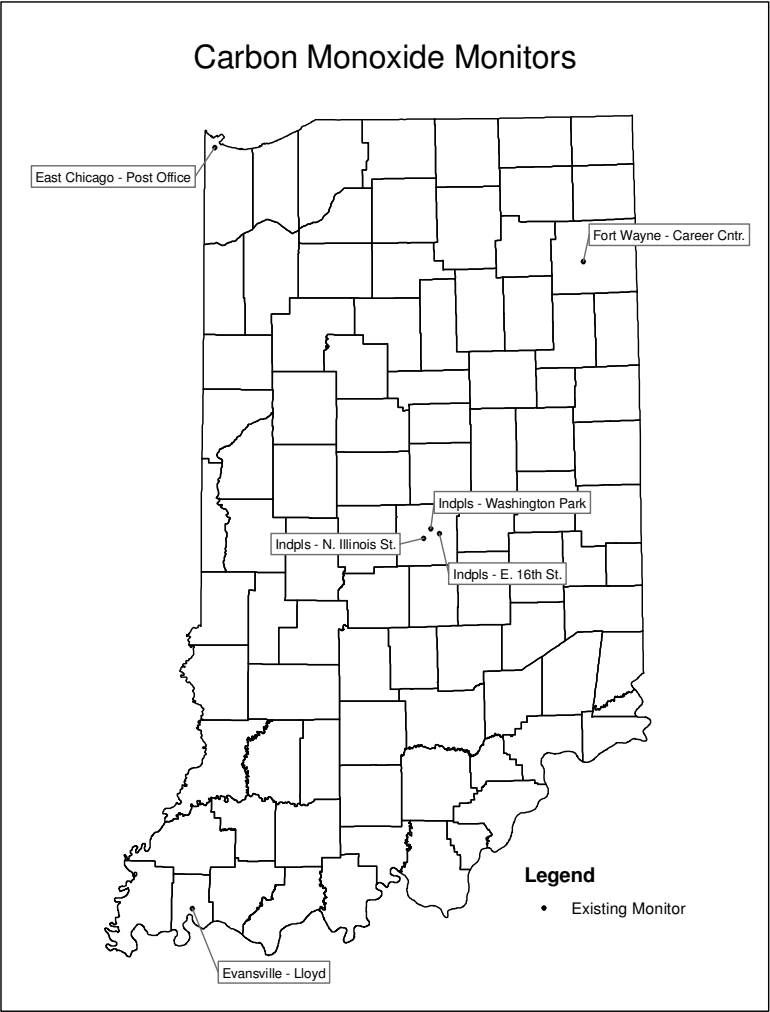 Carbon Monoxide Monitors
East Chicago - Post Office
Fort Wayne - Career Cntr.
Indpls - Washington Park
Indpls - N. Illinois St.
Indpls - E. 16th St.
Legend
Existing Monitor
Evansville - Lloyd